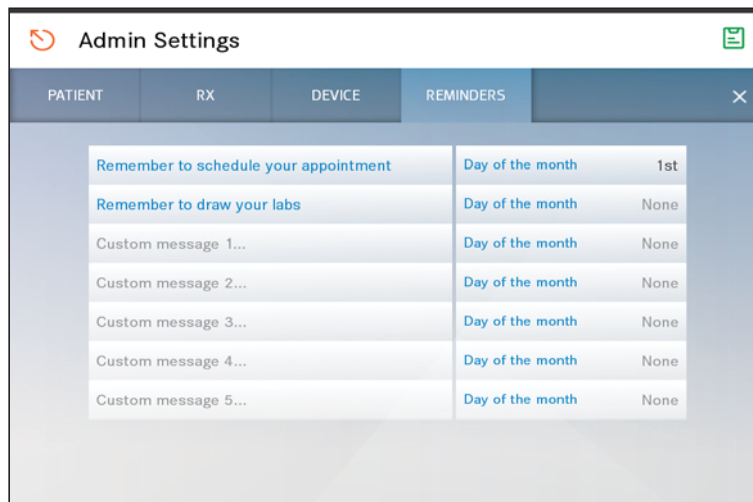 Admin Settings
PATIENT RX DEVICE REMINDERS
Remember to schedule your appointment Day of the month 1st
Remember to draw your labs Day of the month None
Custom message 1... Day of the month None
Custom message 2... Day of the month None
Custom message 3... Day of the month None
Custom message 4... Day of the month None
Custom message 5... Day of the month None